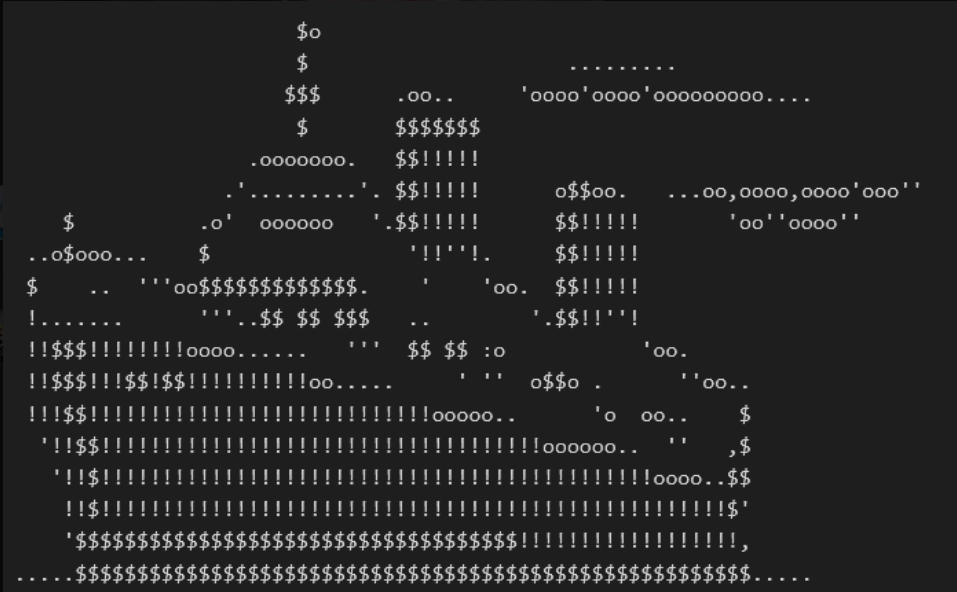 $o
                       $                     .........
                      $$$      .oo..     'oooo'oooo'ooooooooo....
                       $       $$$$$$$
                   .ooooooo.   $$!!!!!
                 .'.........'. $$!!!!!      o$$oo.   ...oo,oooo,oooo'ooo''
    $          .o'  oooooo   '.$$!!!!!      $$!!!!!       'oo''oooo''
 ..o$ooo...    $                '!!''!.     $$!!!!!
 $    ..  '''oo$$$$$$$$$$$$$.    '    'oo.  $$!!!!!
 !.......      '''..$$ $$ $$$   ..        '.$$!!''!
 !!$$$!!!!!!!!oooo......   '''  $$ $$ :o           'oo.
 !!$$$!!!$$!$$!!!!!!!!!!oo.....     ' ''  o$$o .      ''oo..
 !!!$$!!!!!!!!!!!!!!!!!!!!!!!!!!!!ooooo..      'o  oo..    $
  '!!$$!!!!!!!!!!!!!!!!!!!!!!!!!!!!!!!!!!!!oooooo..  ''   ,$
   '!!$!!!!!!!!!!!!!!!!!!!!!!!!!!!!!!!!!!!!!!!!!!!!!oooo..$$
    !!$!!!!!!!!!!!!!!!!!!!!!!!!!!!!!!!!!!!!!!!!!!!!!!!!!!!$'
    '$$$$$$$$$$$$$$$$$$$$$$$$$$$$$$$$$$$$!!!!!!!!!!!!!!!!!!,
.....$$$$$$$$$$$$$$$$$$$$$$$$$$$$$$$$$$$$$$$$$$$$$$$$$$$$$$$.....